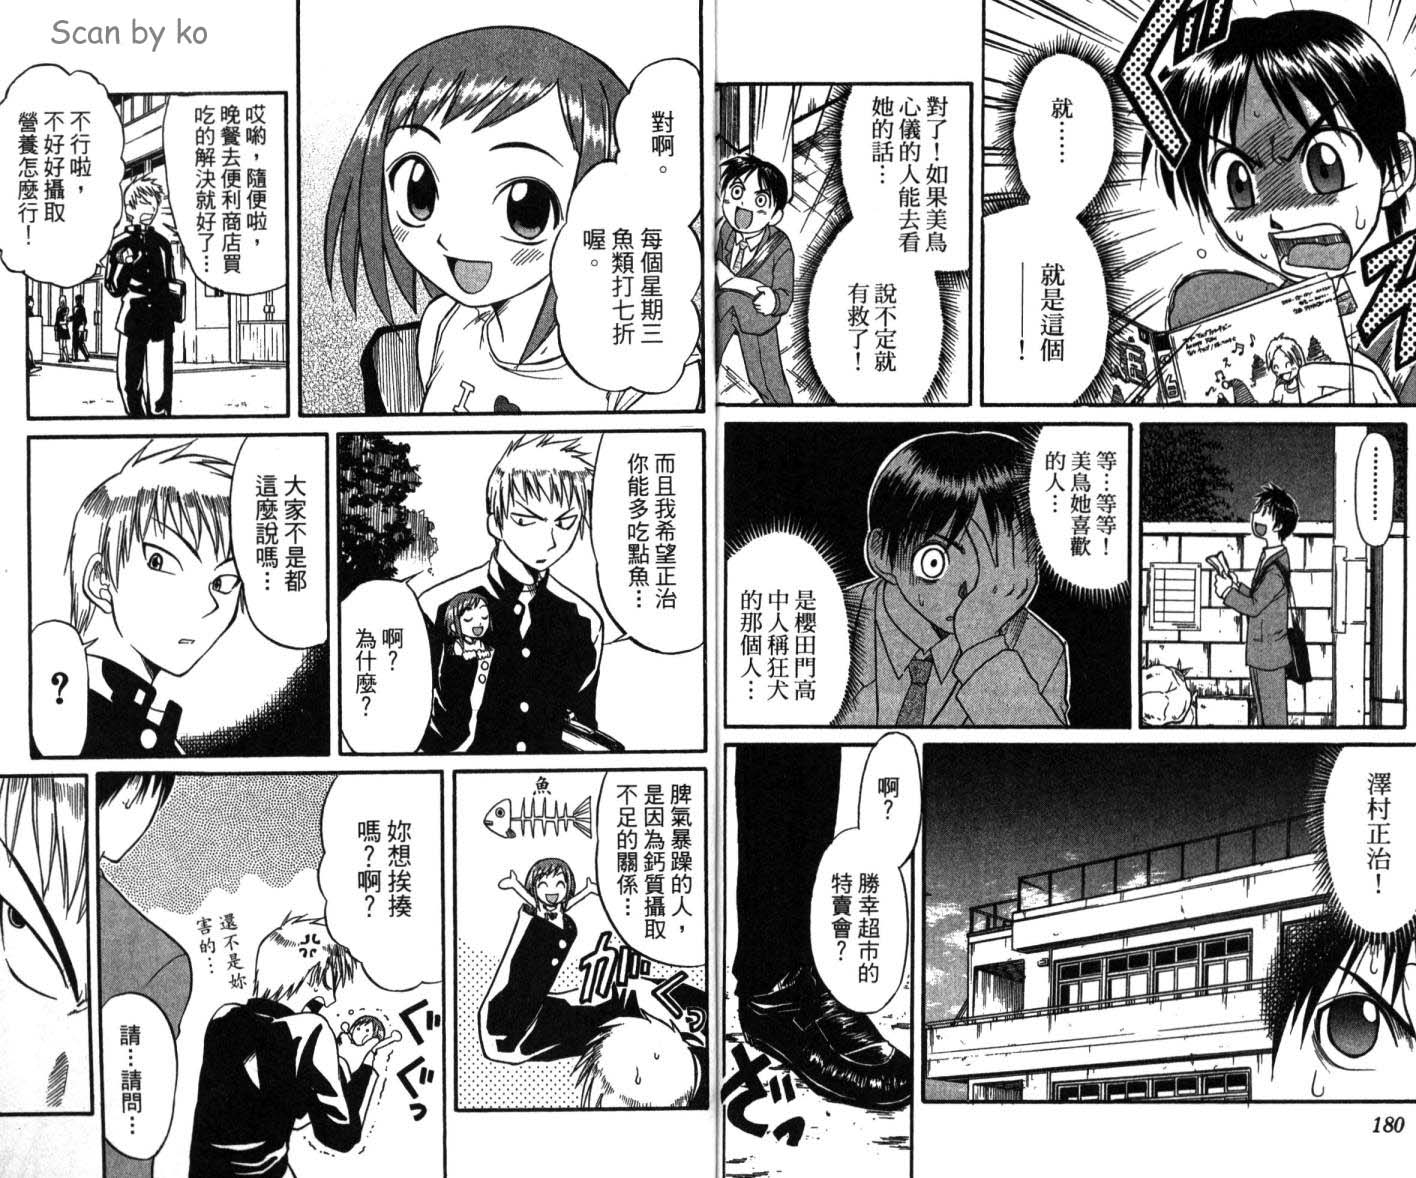 Scan by ko
就……
就是這個
——！
對了！如果美鳥
心儀的人能去看
她的話…
說不定就
有救了！
…………
等…等等！
美鳥她喜歡
的人…
是櫻田門高
中人稱狂犬
的那個人…
澤村正治！
啊？
勝幸超市的
特賣會？
180
對啊。
每個星期三
魚類打七折
喔。
I
哎喲，隨便啦，
晚餐去便利商店買
吃的解決就好了…
不行啦，
不好好攝取
營養怎麼行！
而且我希望正治
你能多吃點魚…
啊？
為什麼？
大家不是都
這麼說嗎…
？
脾氣暴躁的人，
是因為鈣質攝取
不足的關係…
魚
ガくっ
妳想挨揍
嗎？啊？
還不是妳
害的…
ぐぐっ
請…請問…
ざっ